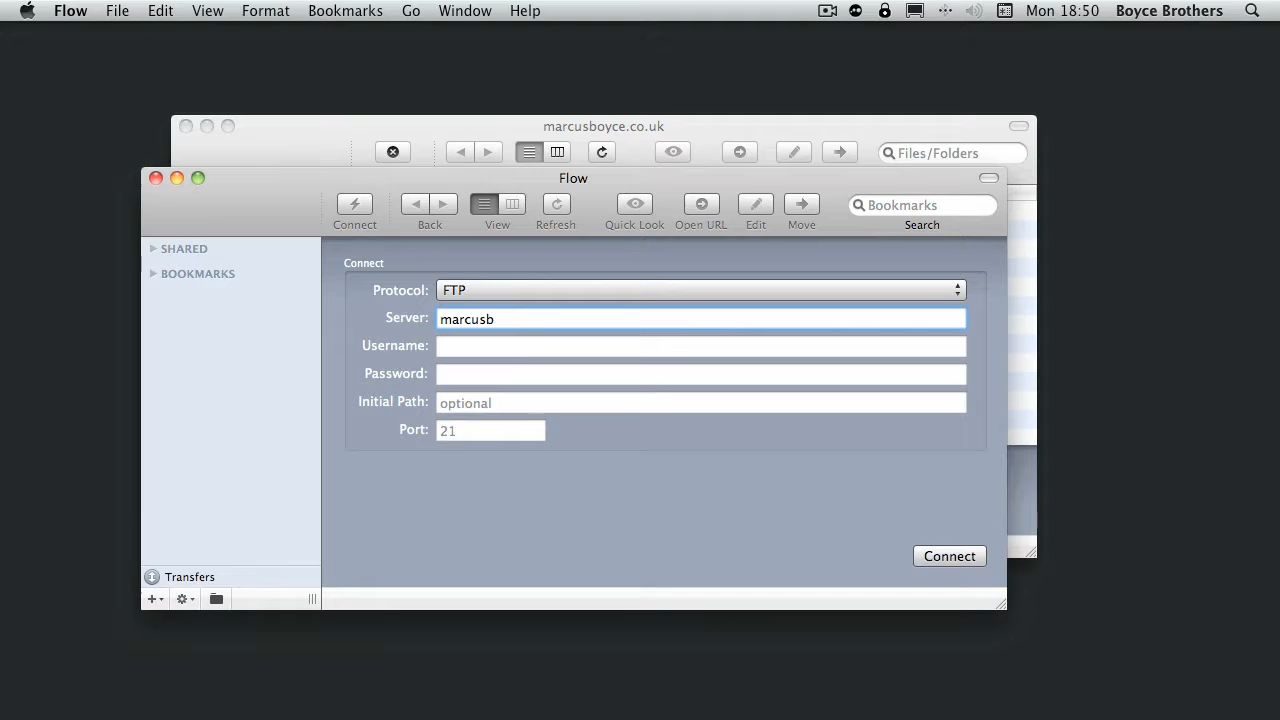 Flow File Edit View Format Bookmarks Go Window Help Mon 18:50 Boyce Brothers
marcusboyce.co.uk
Files/Folders
Flow
Bookmarks
Connect Back View Refresh Quick Look Open URL Edit Move Search
SHARED
BOOKMARKS
Connect
Protocol: FTP
Server: marcusb
Username:
Password:
Initial Path: optional
Port: 21
Connect
Transfers